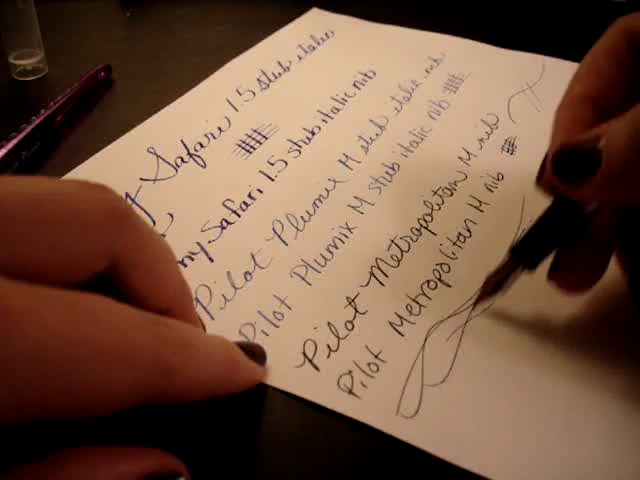 Safari 1.5 stub italic
my Safari 1.5 stub italic nib
Pilot Plumix M stub italic nib
Pilot Plumix M stub italic nib
Pilot Metropolitan M nib
Pilot Metropolitan M nib